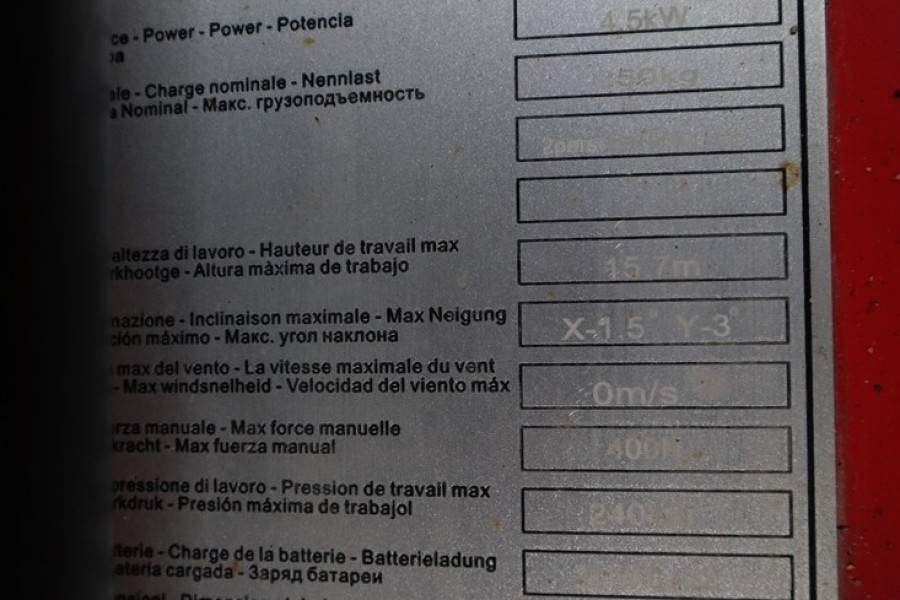 ce - Power - Power - Potencia
4,5kW
ale - Charge nominale - Nennlast
a Nominal - Макс. грузоподъемность
2pers
altezza di lavoro - Hauteur de travail max
rkhootge - Altura màxima de trabajo
15,7m
nazione - Inclinaison maximale - Max Neigung
ción máximo - Макс. угол наклона
X-1.5° Y-3°
max del vento - La vitesse maximale du vent
- Max windsnelheid - Velocidad del viento máx
0m/s
rza manuale - Max force manuelle
kracht - Max fuerza manual
400N
pressione di lavoro - Pression de travail max
rkdruk - Presión máxima de trabajol
tterie - Charge de la batterie - Batterieladung
ateria cargada - Заряд батареи